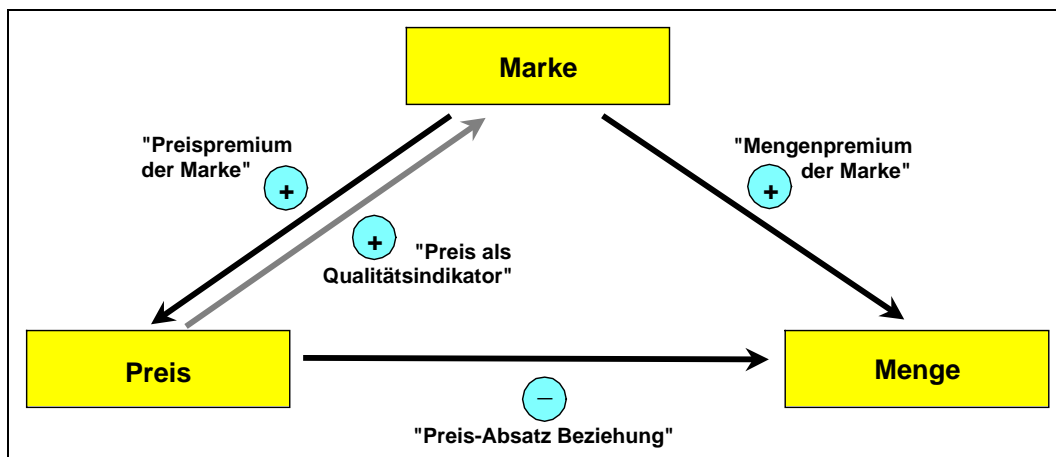 Marke
"Preispremium
der Marke"
+
"Mengenpremium
der Marke"
+
+
"Preis als
Qualitätsindikator"
Preis
Menge
–
"Preis-Absatz Beziehung"